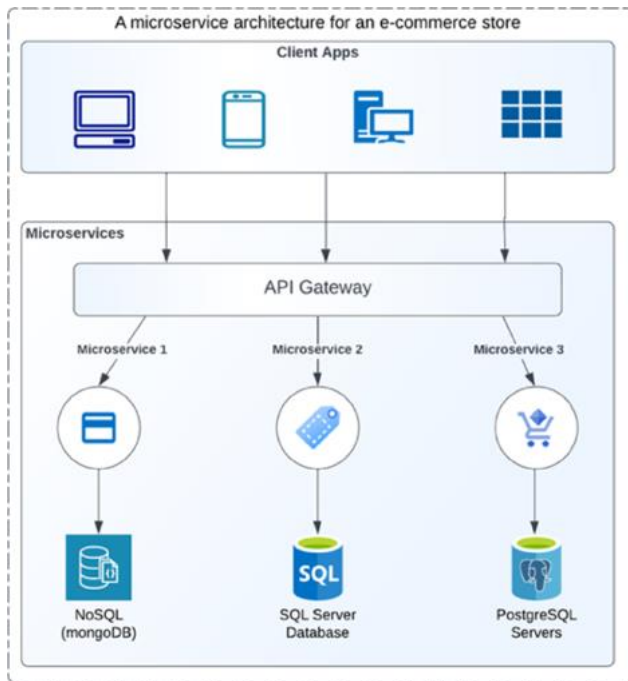 A microservice architecture for an e-commerce store
Client Apps
Microservices
API Gateway
Microservice 1
Microservice 2
Microservice 3
SQL
NoSQL
(mongoDB)
SQL Server
Database
PostgreSQL
Servers